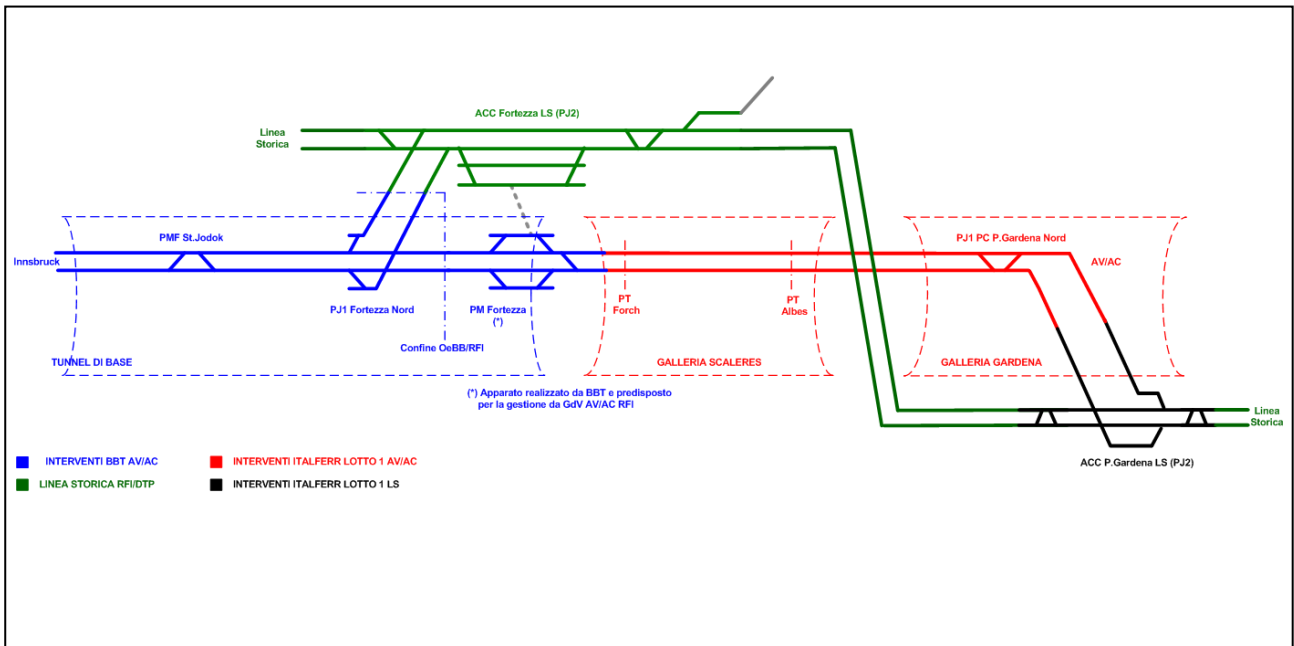 ACC Fortezza LS (PJ2)
Linea
Storica
PMF St.Jodok
PJ1 PC P.Gardena Nord
Innsbruck
AV/AC
PT
Forch
PT
Albes
PJ1 Fortezza Nord
PM Fortezza
(*)
Confine OeBB/RFI
TUNNEL DI BASE
GALLERIA SCALERES
GALLERIA GARDENA
(*) Apparato realizzato da BBT e predisposto
per la gestione da GdV AV/AC RFI
Linea
Storica
ACC P.Gardena LS (PJ2)
INTERVENTI BBT AV/AC
INTERVENTI ITALFERR LOTTO 1 AV/AC
LINEA STORICA RFI/DTP
INTERVENTI ITALFERR LOTTO 1 LS